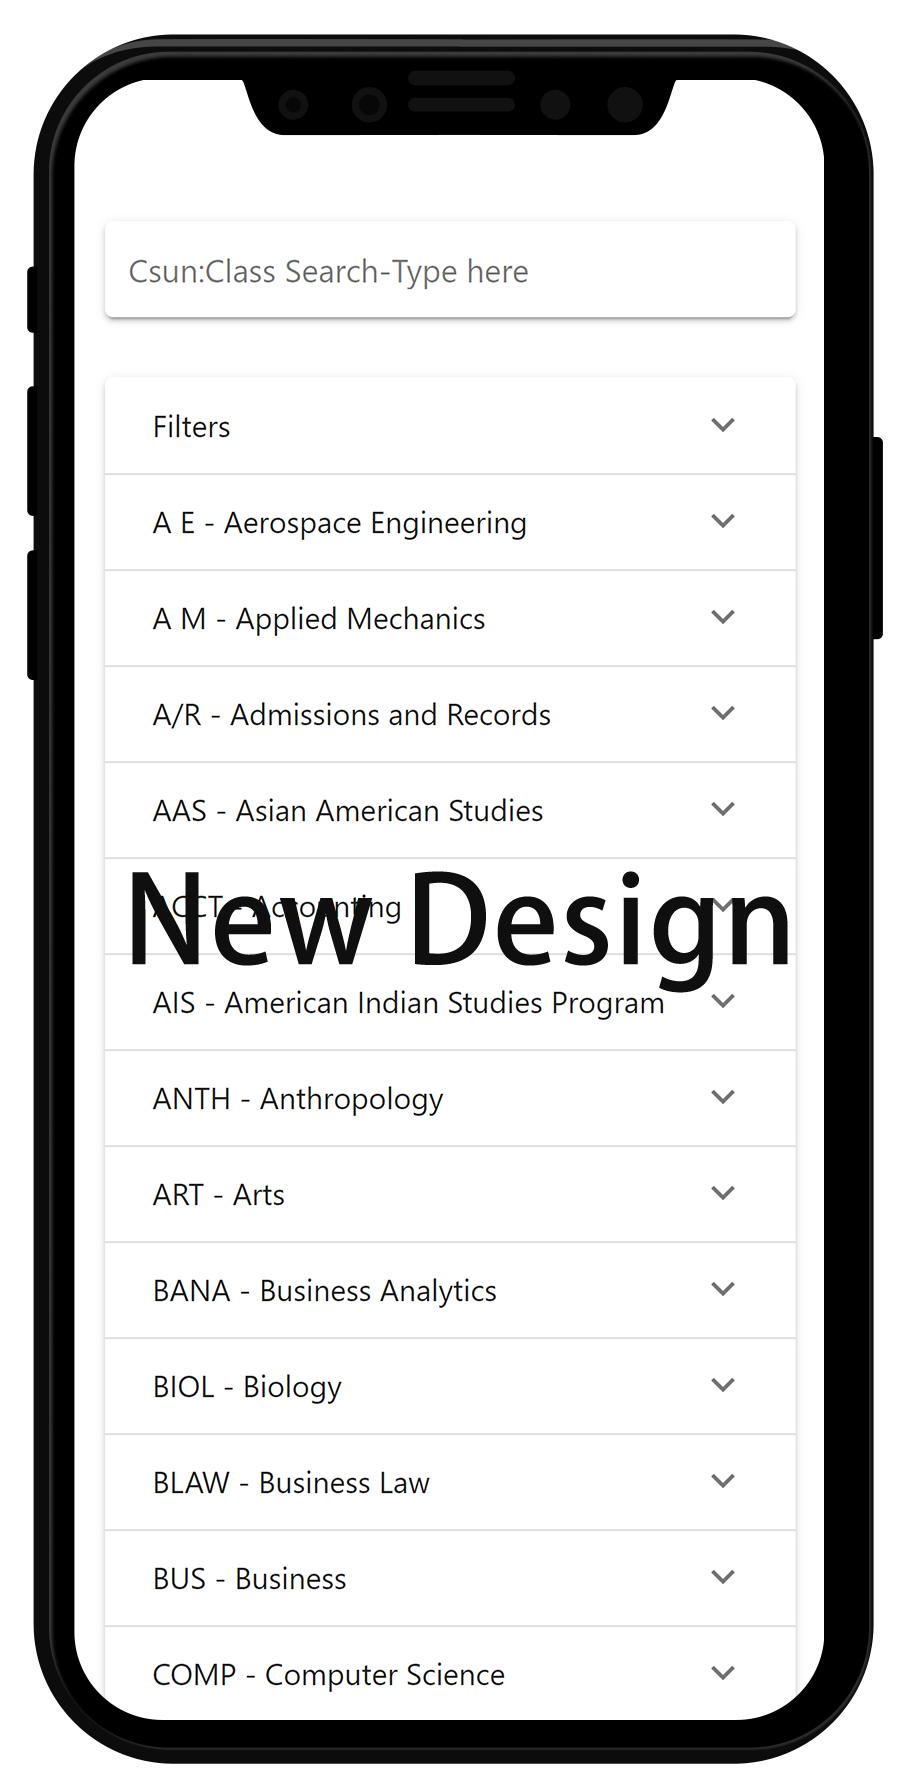 Csun:Class Search-Type here
Filters
A E - Aerospace Engineering
A M - Applied Mechanics
A/R - Admissions and Records
AAS - Asian American Studies
ACCT - Accounting
New Design
AIS - American Indian Studies Program
ANTH - Anthropology
ART - Arts
BANA - Business Analytics
BIOL - Biology
BLAW - Business Law
BUS - Business
COMP - Computer Science